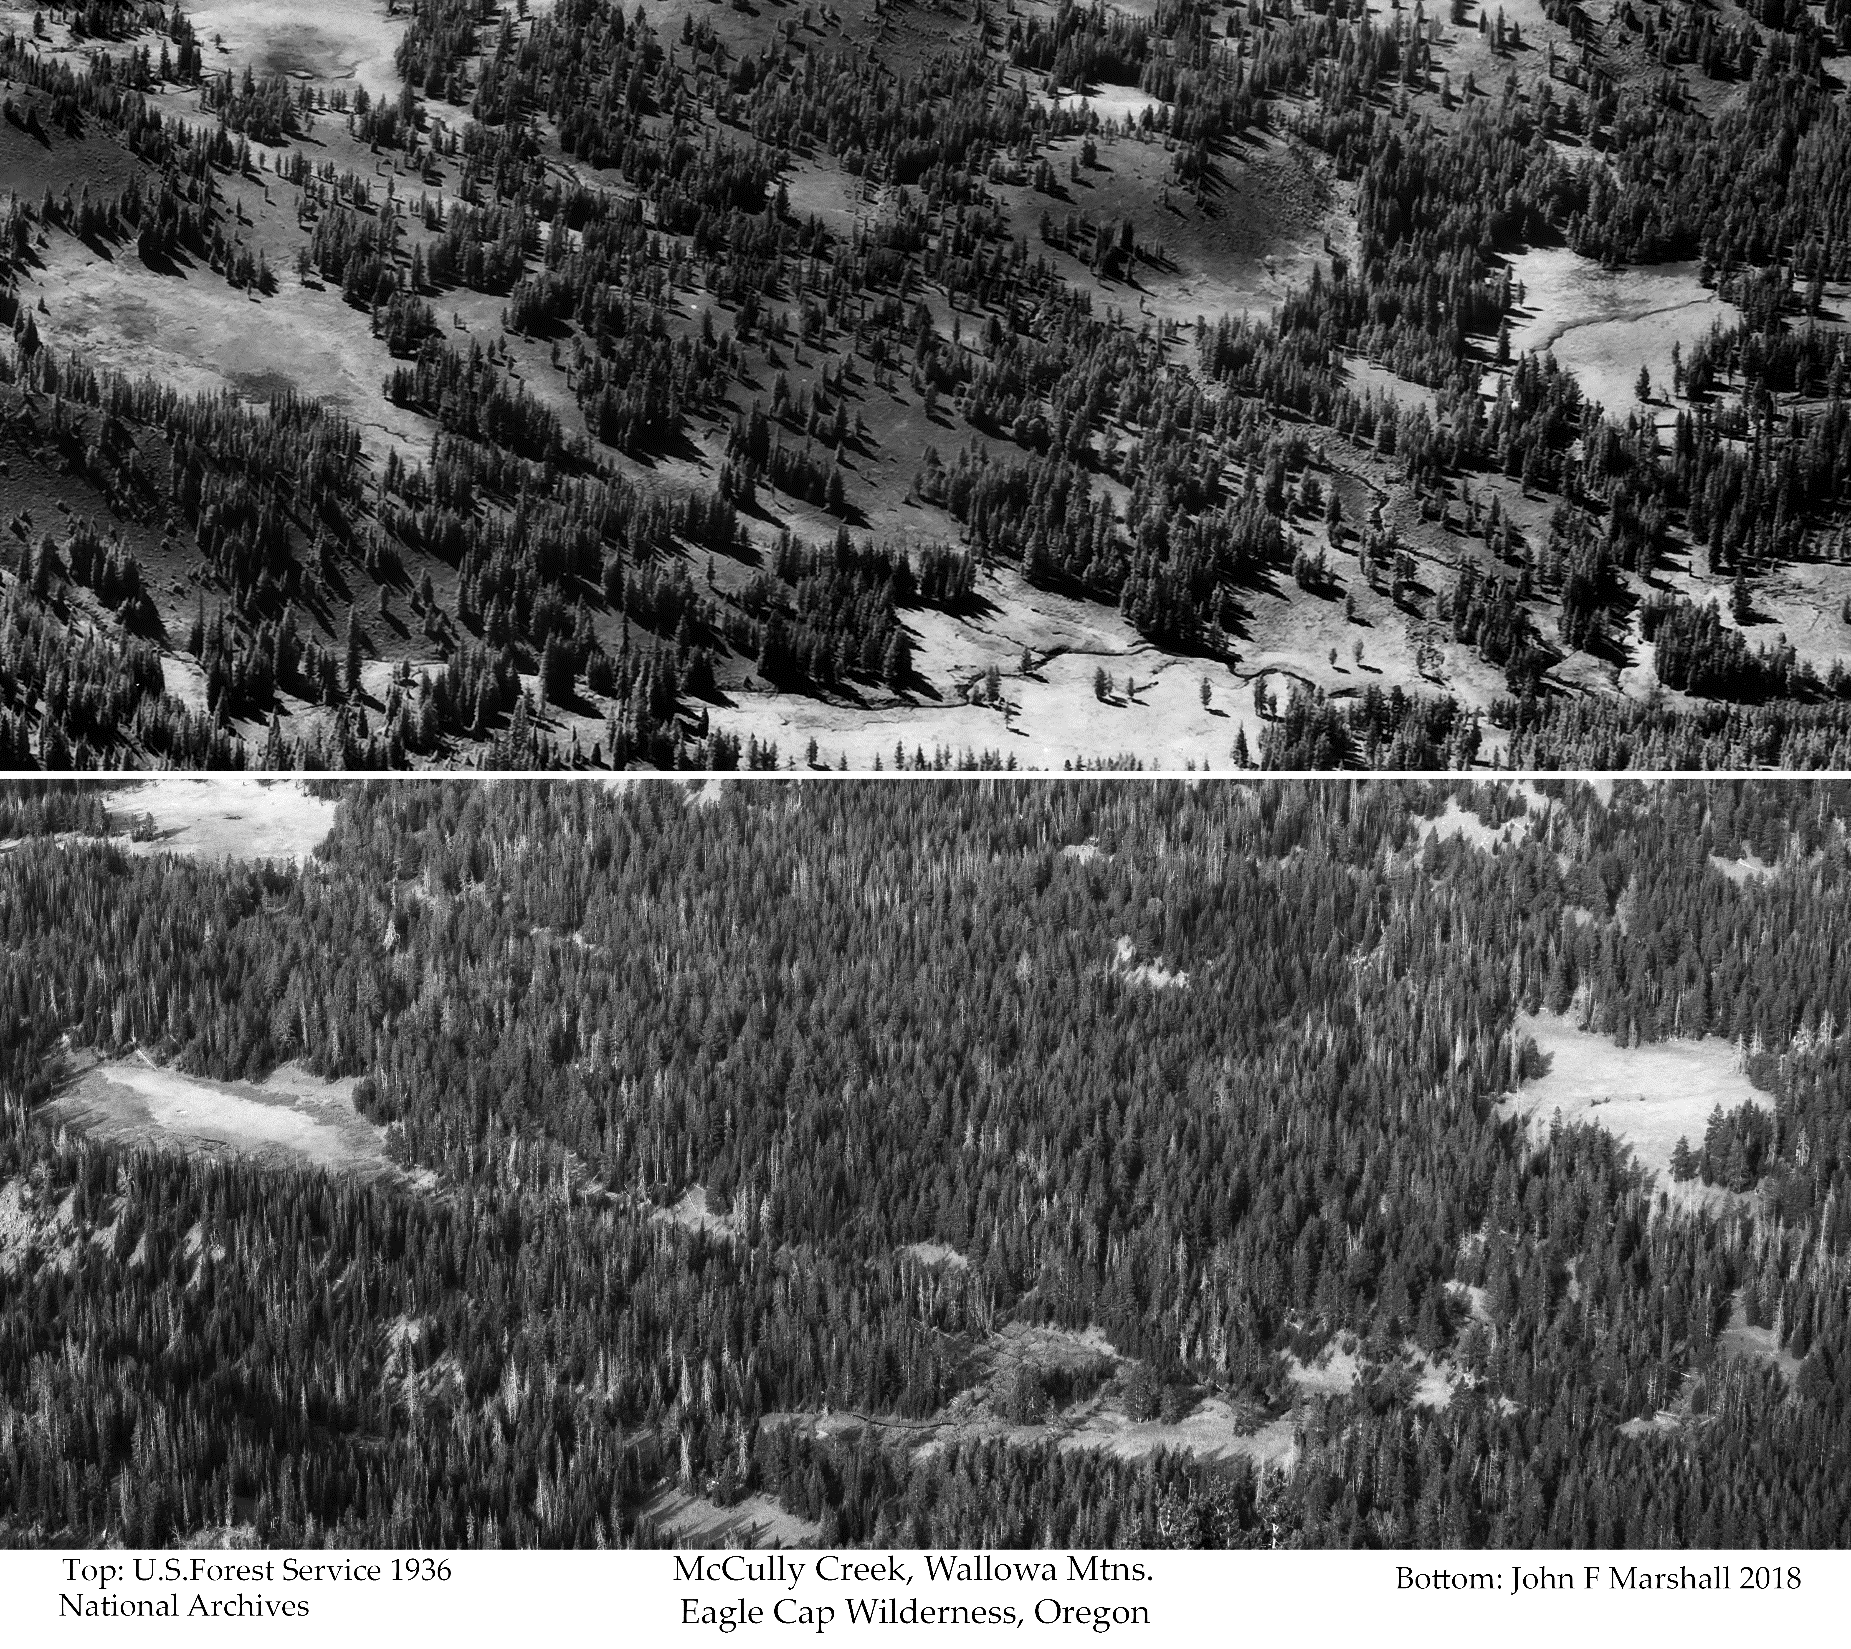 Top: U.S.Forest Service 1936
National Archives
McCully Creek, Wallowa Mtns.
Eagle Cap Wilderness, Oregon
Bottom: John F Marshall 2018